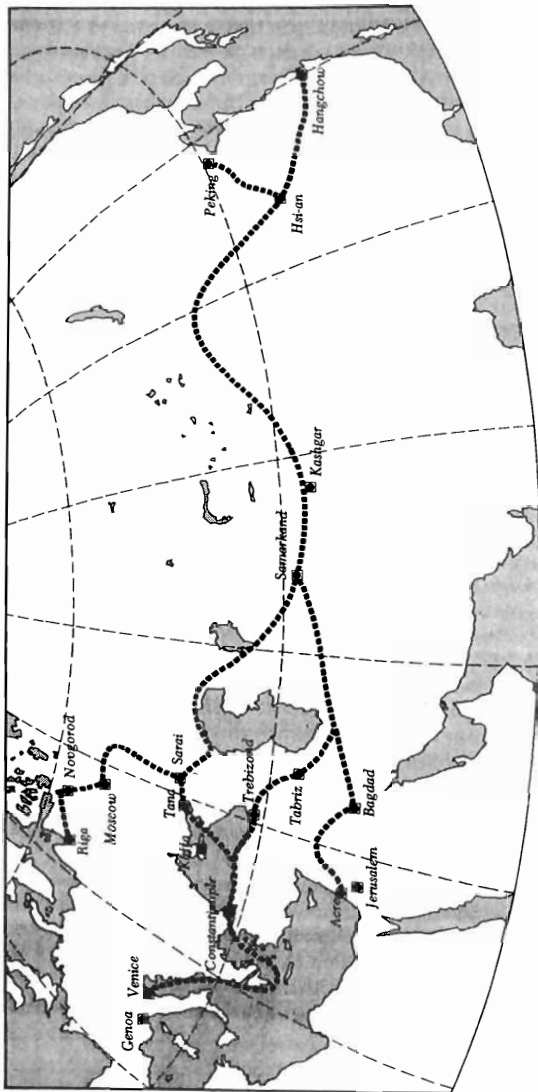 Genoa
Venice
Riga
Novgorod
Moscow
Tana
Sarai
Kaffa
Constantinople
Trebizond
Tabriz
Acre
Jerusalem
Bagdad
Samarkand
Kashgar
Peking
Hsi-an
Hangchow